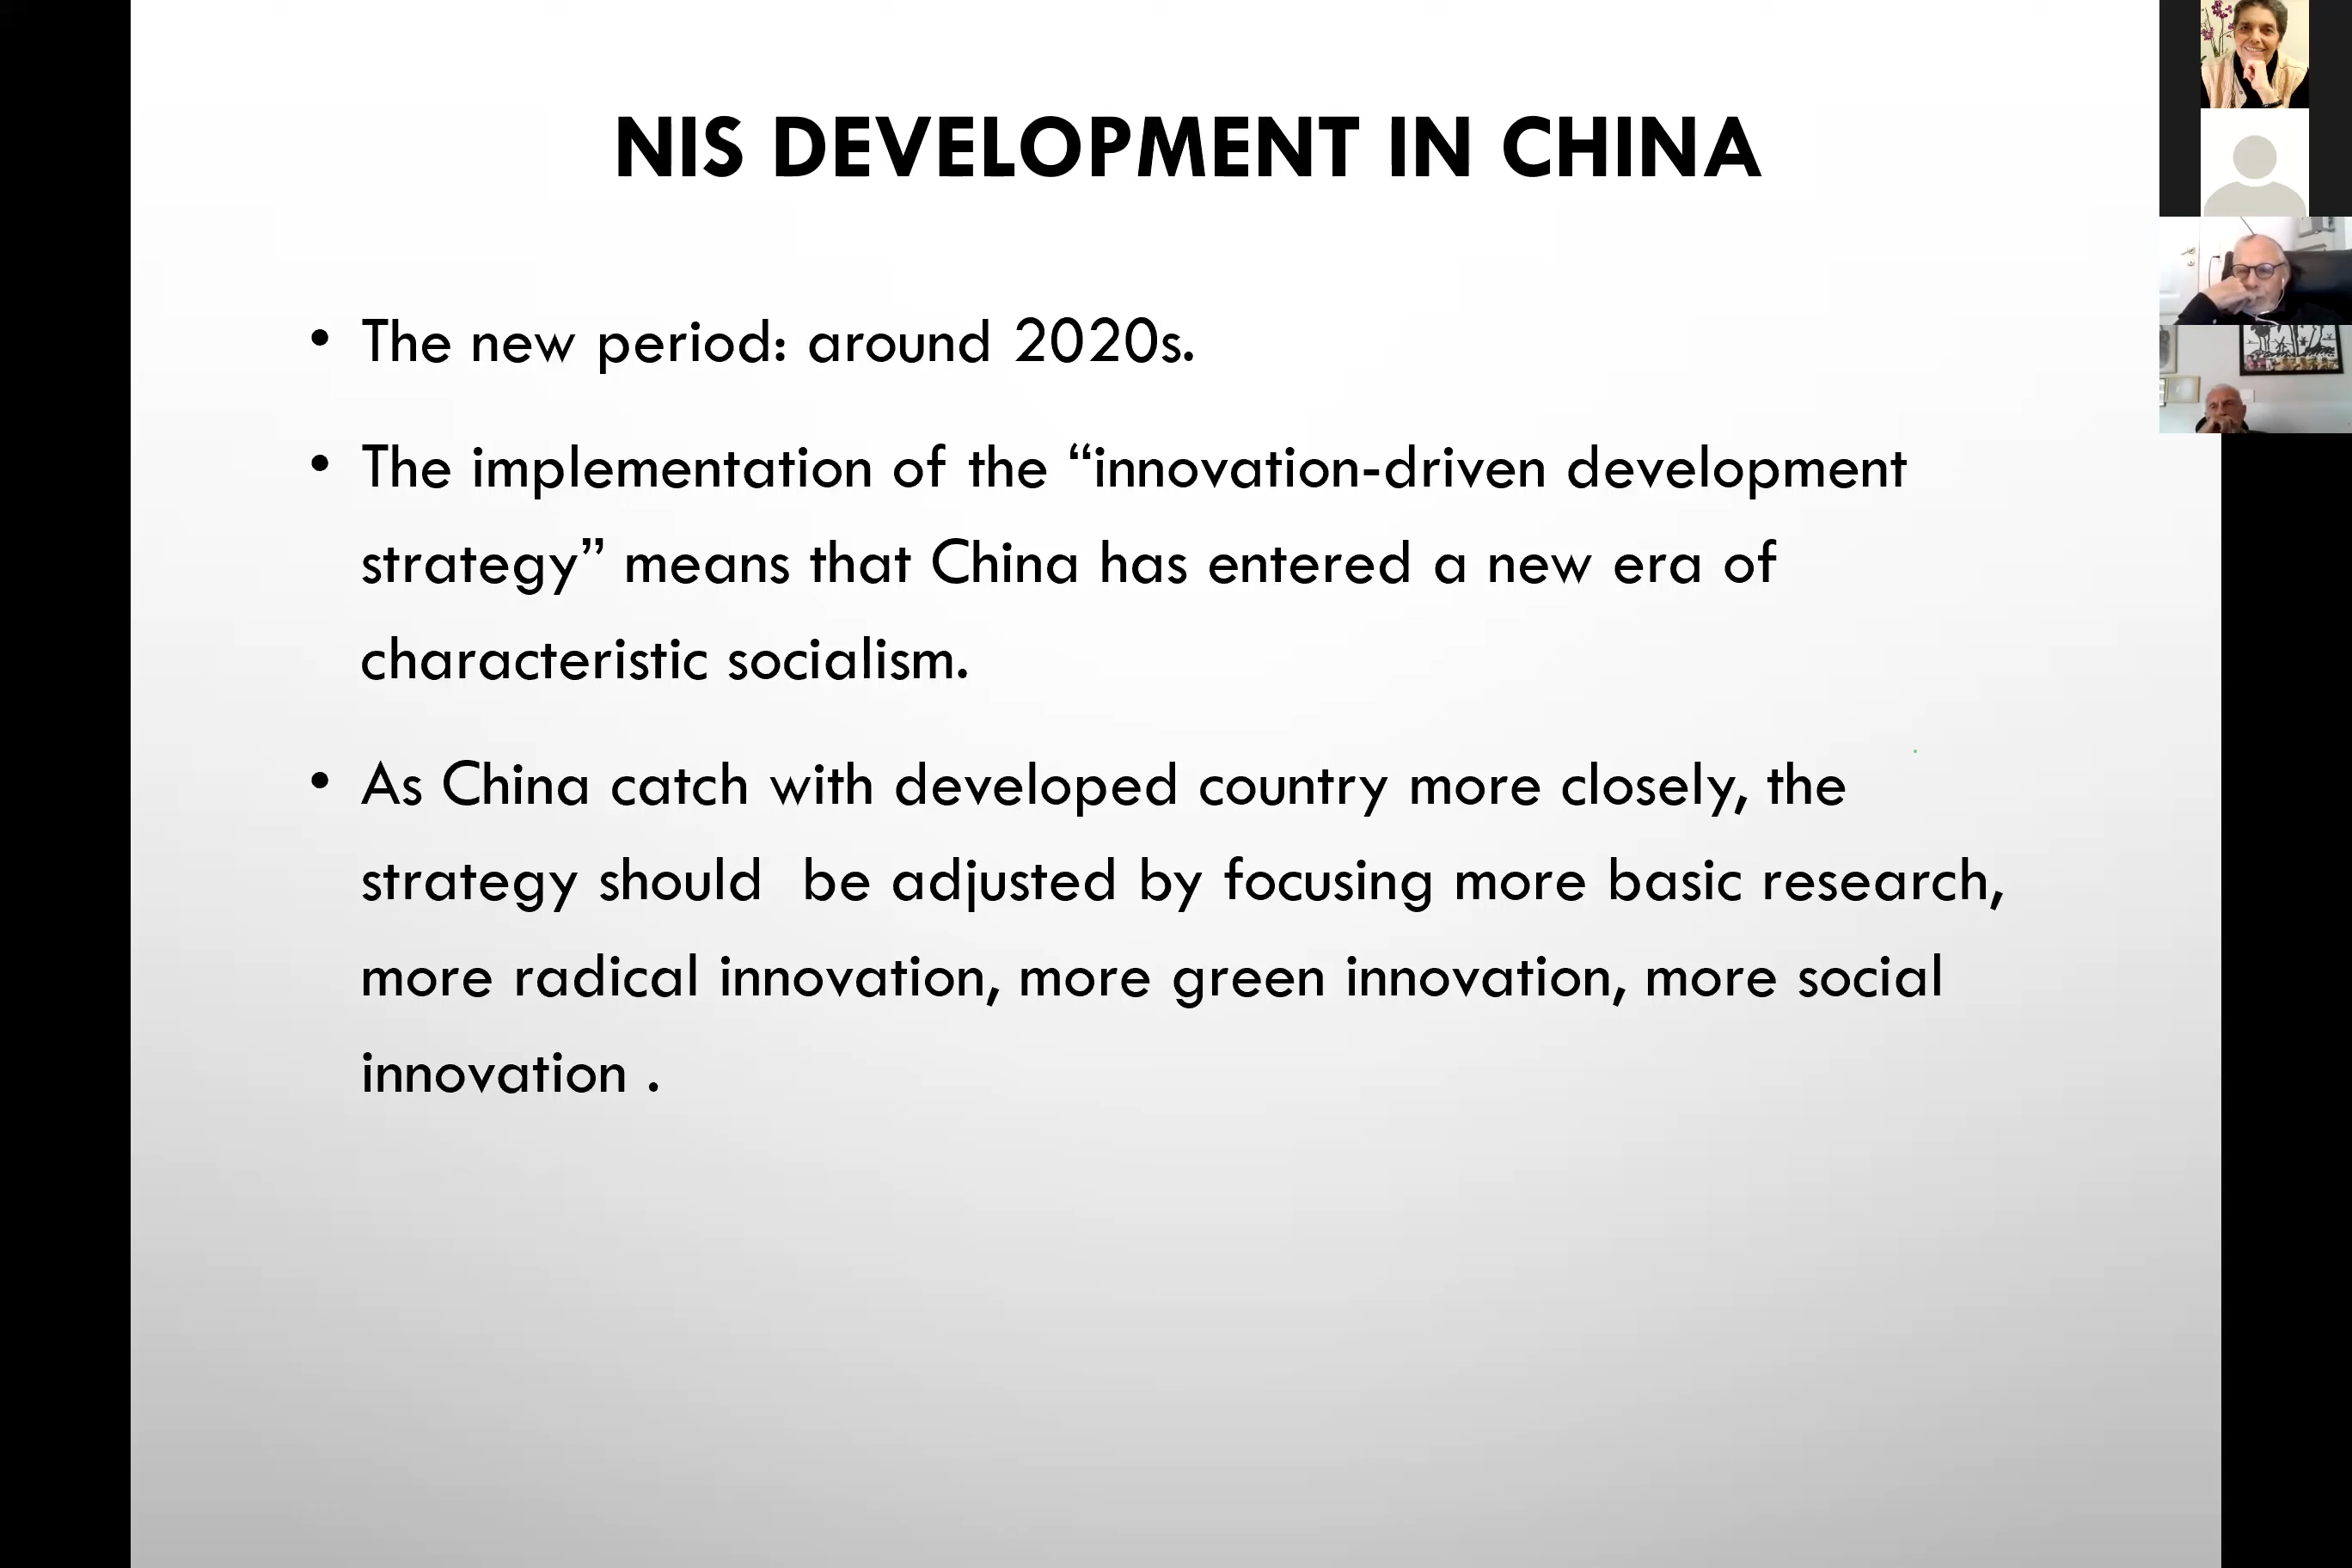 NIS DEVELOPMENT IN CHINA
• The new period: around 2020s.
• The implementation of the “innovation-driven development
strategy” means that China has entered a new era of
characteristic socialism.
• As China catch with developed country more closely, the
strategy should  be adjusted by focusing more basic research,
more radical innovation, more green innovation, more social
innovation .